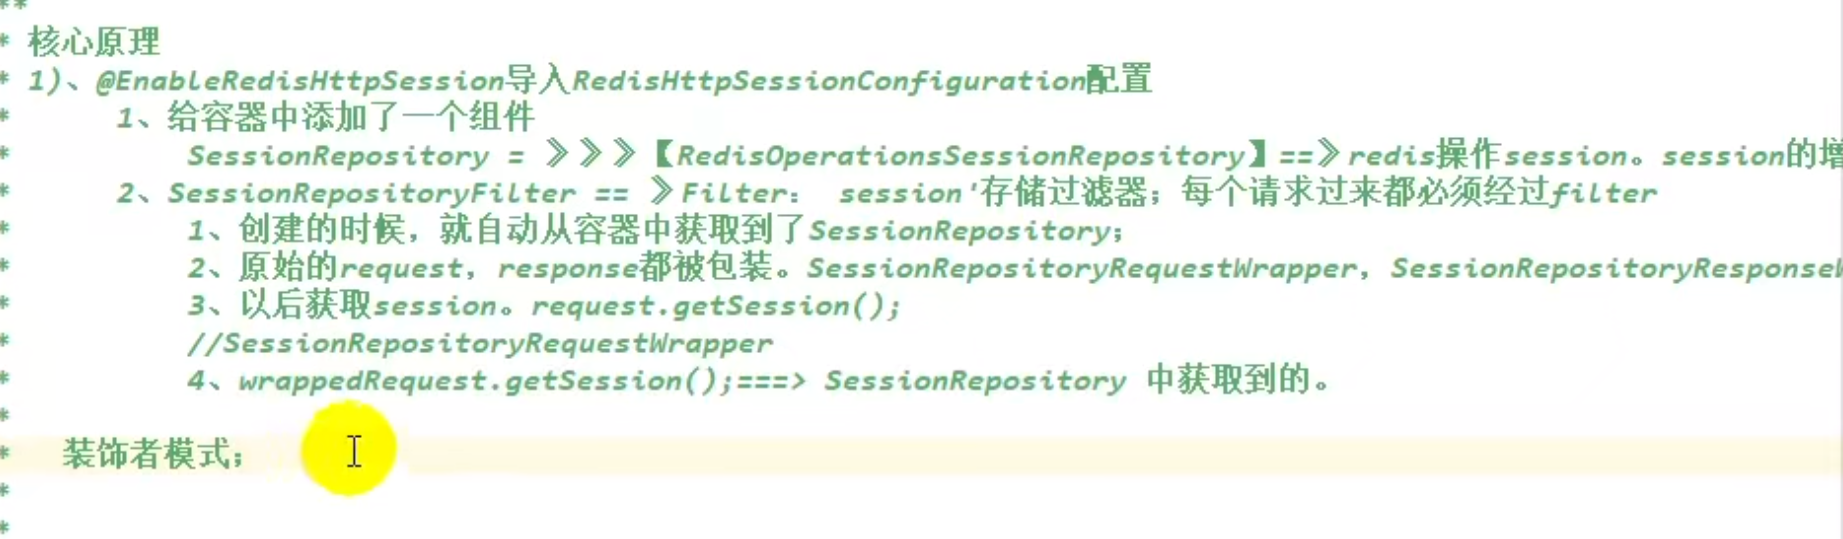 **
* 核心原理
* 1)、@EnableRedisHttpSession导入RedisHttpSessionConfiguration配置
* 1、给容器中添加了一个组件
* SessionRepository = 》》》【RedisOperationsSessionRepository】==》redis操作session。session的增
* 2、SessionRepositoryFilter == 》Filter： session'存储过滤器；每个请求过来都必须经过filter
* 1、创建的时候，就自动从容器中获取到了SessionRepository；
* 2、原始的request，response都被包装。SessionRepositoryRequestWrapper，SessionRepositoryResponseW
* 3、以后获取session。request.getSession();
* //SessionRepositoryRequestWrapper
* 4、wrappedRequest.getSession();===> SessionRepository 中获取到的。
*
* 装饰者模式；
*
*